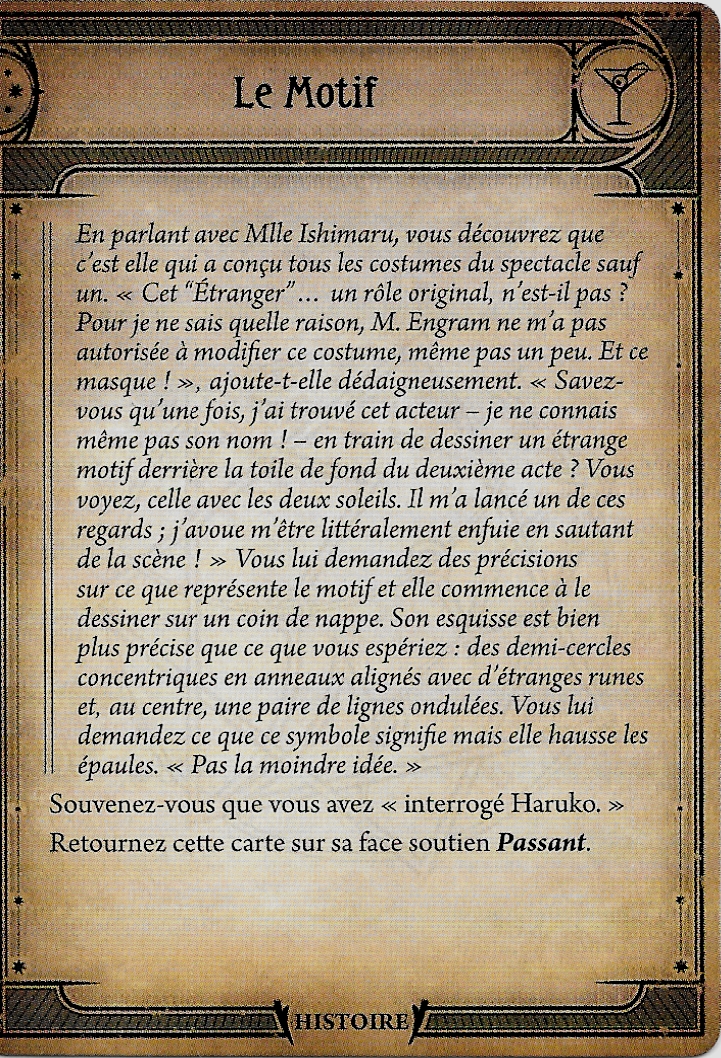 Le Motif
En parlant avec Mlle Ishimaru, vous découvrez que
c'est elle qui a conçu tous les costumes du spectacle sauf
un. « Cet “Étranger”… un rôle original, n'est-il pas ?
Pour je ne sais quelle raison, M. Engram ne m'a pas
autorisée à modifier ce costume, même pas un peu. Et ce
masque ! », ajoute-t-elle dédaigneusement. « Savez-
vous qu'une fois, j'ai trouvé cet acteur – je ne connais
même pas son nom ! – en train de dessiner un étrange
motif derrière la toile de fond du deuxième acte ? Vous
voyez, celle avec les deux soleils. Il m'a lancé un de ces
regards ; j'avoue m'être littéralement enfuie en sautant
de la scène ! » Vous lui demandez des précisions
sur ce que représente le motif et elle commence à le
dessiner sur un coin de nappe. Son esquisse est bien
plus précise que ce que vous espériez : des demi-cercles
concentriques en anneaux alignés avec d'étranges runes
et, au centre, une paire de lignes ondulées. Vous lui
demandez ce que ce symbole signifie mais elle hausse les
épaules. « Pas la moindre idée. »
Souvenez-vous que vous avez « interrogé Haruko. »
Retournez cette carte sur sa face soutien Passant.
HISTOIRE